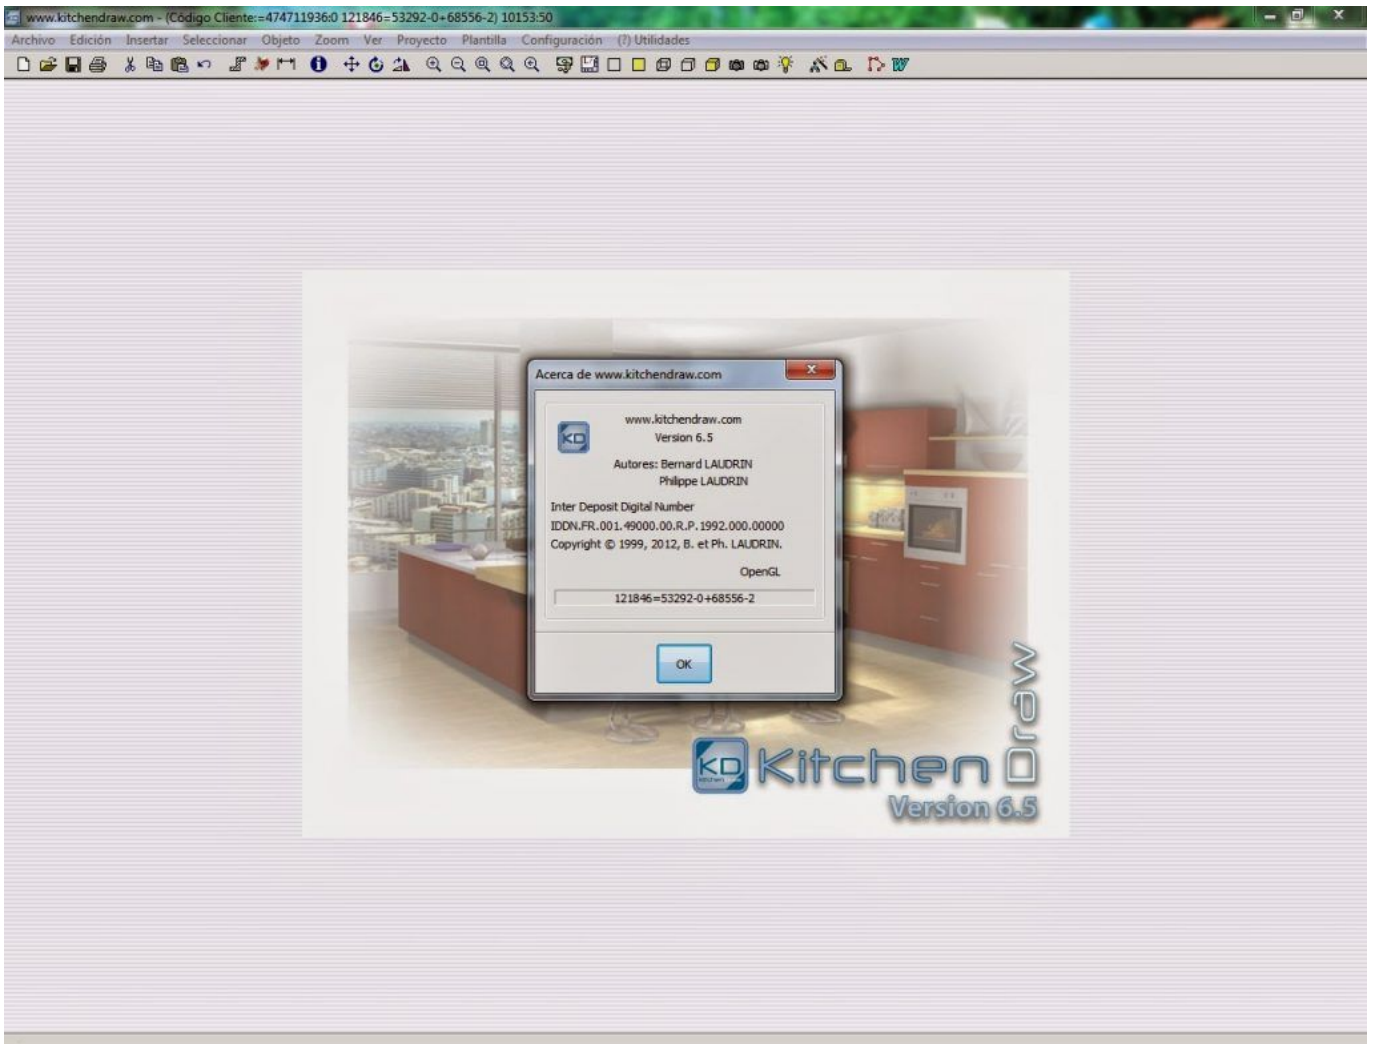 www.kitchendraw.com - (Código Cliente:=474711936:0 121846=53292-0+68556-2) 10153:50
Archivo Edición Insertar Seleccionar Objeto Zoom Ver Proyecto Plantilla Configuración (?) Utilidades
Acerca de www.kitchendraw.com
www.kitchendraw.com
KD
Version 6.5
Autores: Bernard LAUDRIN
Philippe LAUDRIN
Inter Deposit Digital Number
IDDN.FR.001.49000.00.R.P.1992.000.00000
Copyright © 1999, 2012, B. et Ph. LAUDRIN.
OpenGL
121846=53292-0+68556-2
OK
KD
Kitchen Draw
Version 6.5